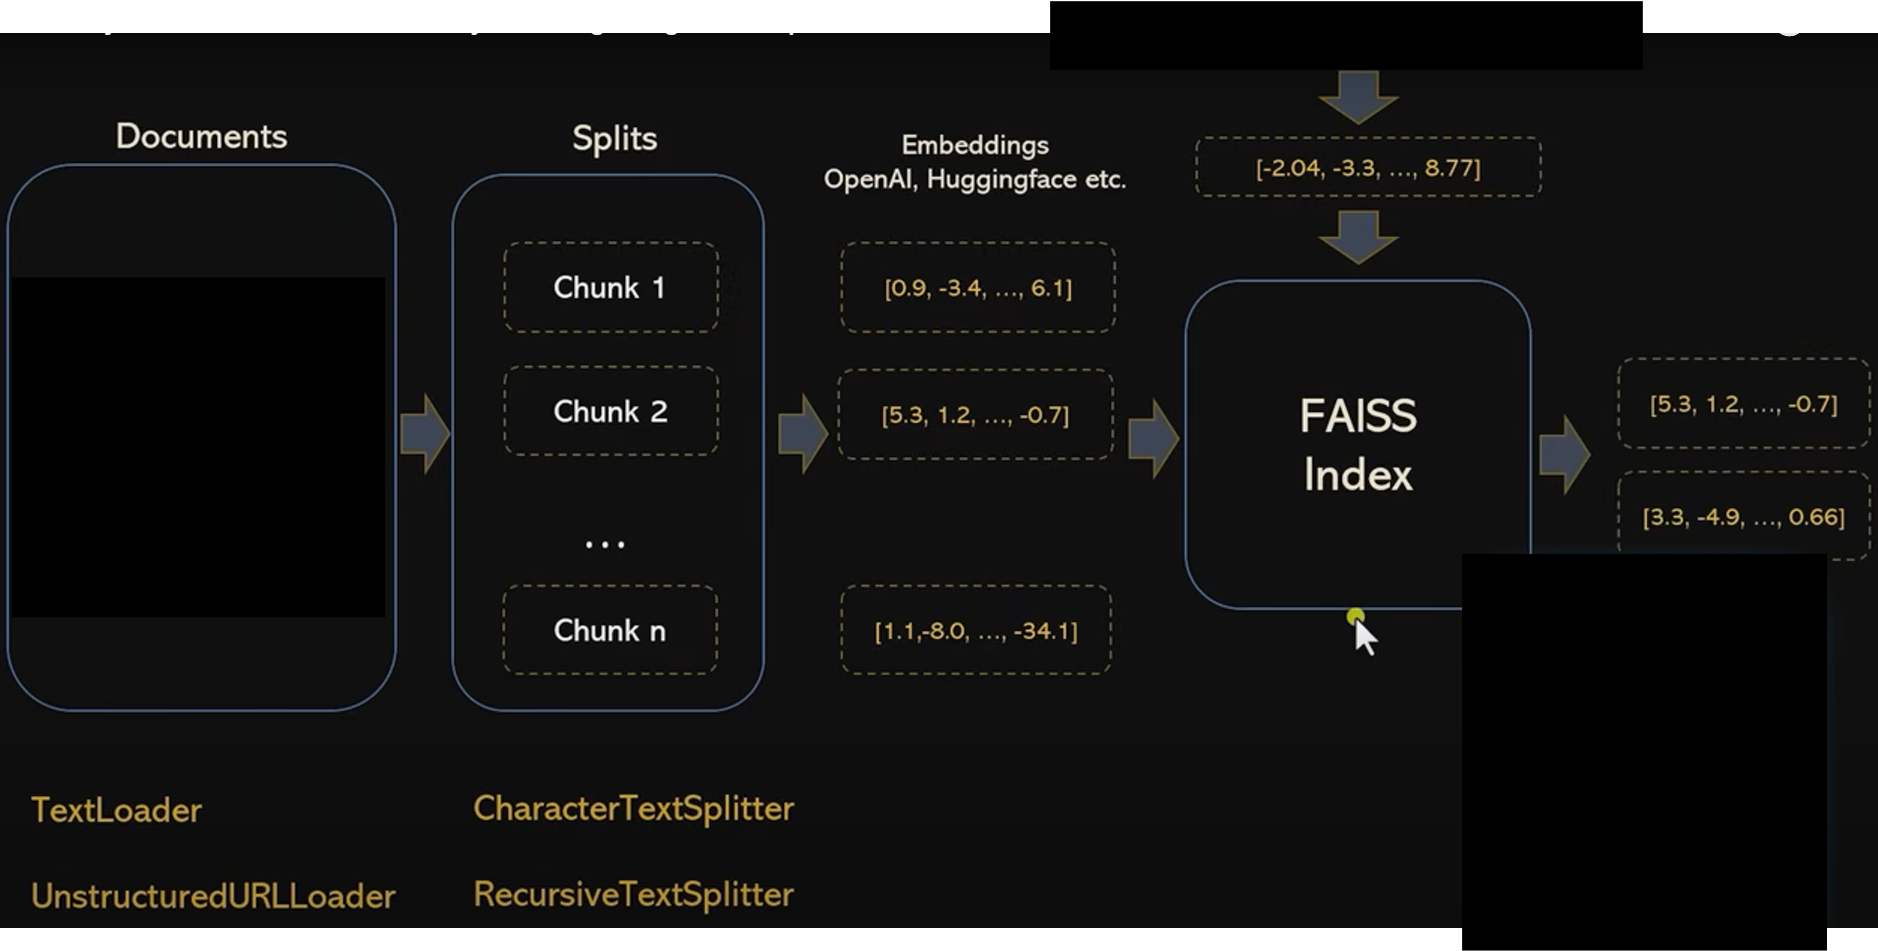 Documents
Splits
Embeddings
OpenAI, Huggingface etc.
[-2.04, -3.3, ..., 8.77]
Chunk 1
[0.9, -3.4, ..., 6.1]
Chunk 2
[5.3, 1.2, ..., -0.7]
FAISS
Index
[5.3, 1.2, ..., -0.7]
[3.3, -4.9, ..., 0.66]
...
Chunk n
[1.1,-8.0, ..., -34.1]
TextLoader
CharacterTextSplitter
UnstructuredURLLoader
RecursiveTextSplitter